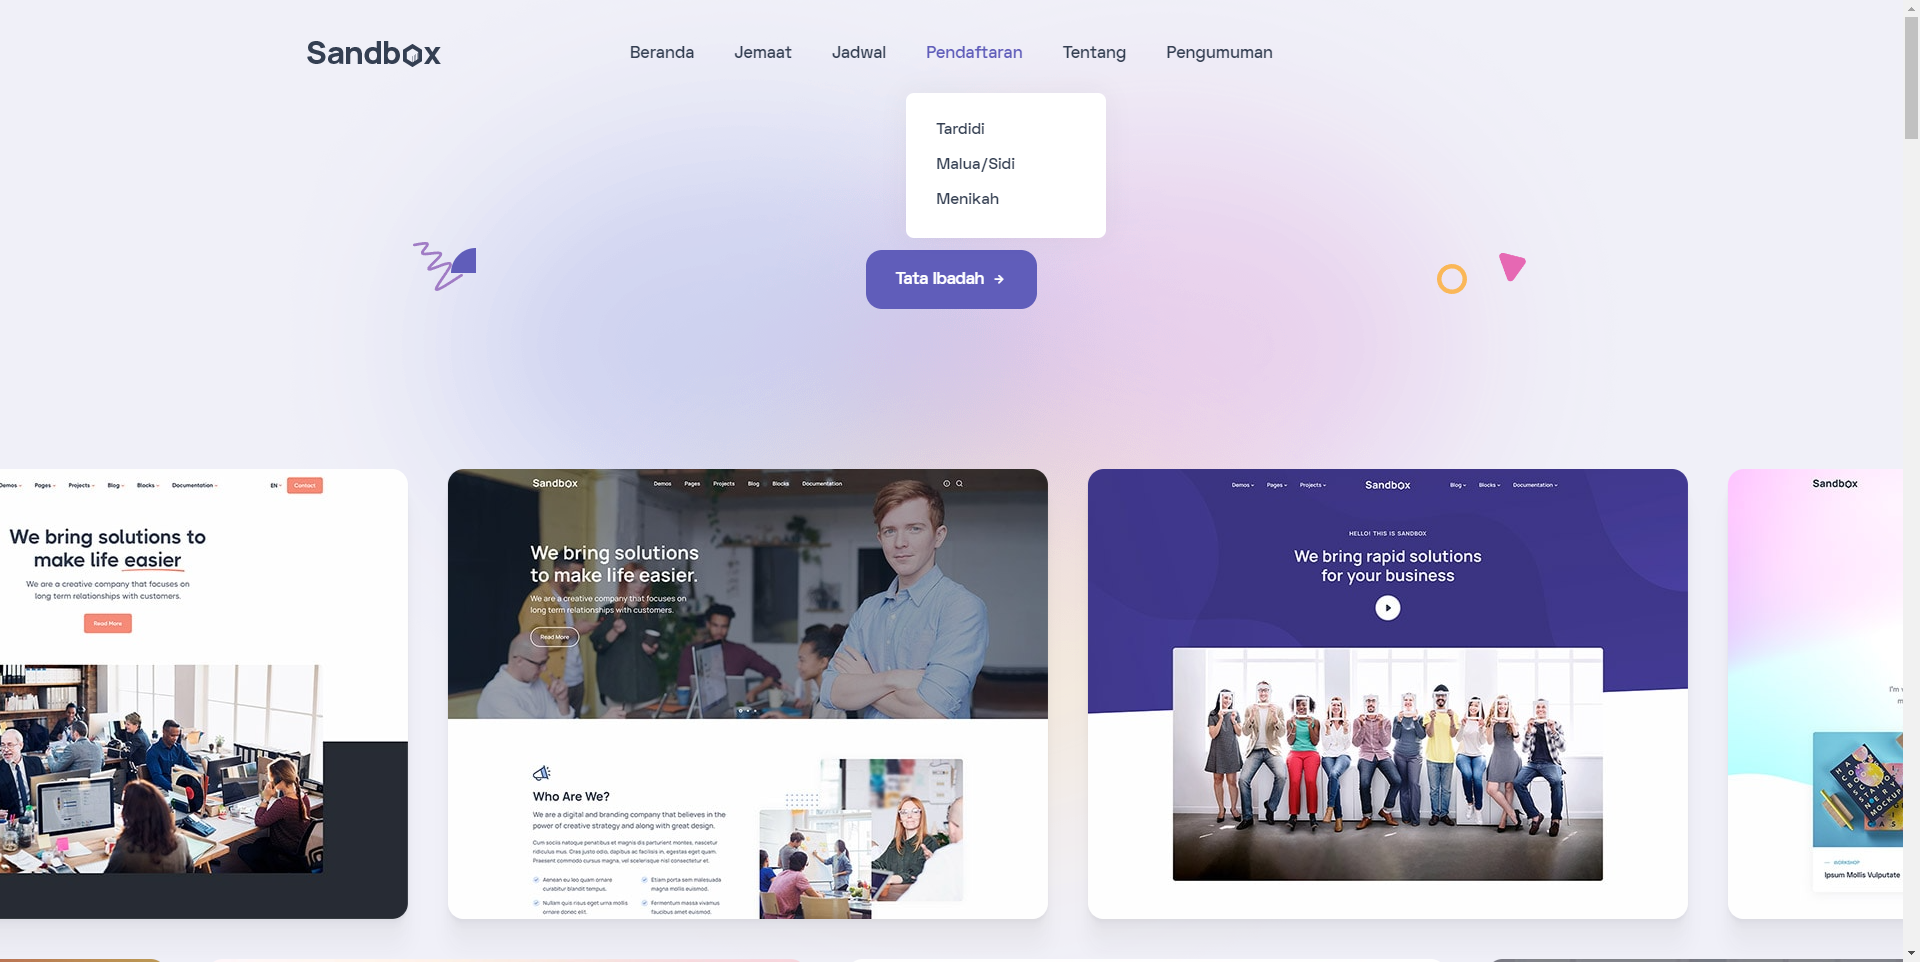 Sandbox
Beranda
Jemaat
Jadwal
Pendaftaran
Tentang
Pengumuman
Tardidi
Malua/Sidi
Menikah
Tata Ibadah
Demos
Pages
Projects
Blog
Blocks
Documentation
EN
Contact
We bring solutions to
make life easier
We are a creative company that focuses on
long term relationships with customers.
Read More
Sandbox
Demos
Pages
Projects
Blog
Blocks
Documentation
We bring solutions
to make life easier.
We are a creative company that focuses on
long term relationships with customers.
Read More
Who Are We?
We are a digital and branding company that believes in the
power of creative strategy and along with great design.
Cum sociis natoque penatibus et magnis dis parturient montes, nascetur
ridiculus mus. Cras justo odio, dapibus ac facilisis in, egestas eget quam.
Praesent commodo cursus magna, vel scelerisque nisl consectetur et.
Aenean eu leo quam ornare
curabitur blandit tempus.
Etiam porta sem malesuada
magna mollis euismod.
Nullam quis risus eget urna mollis
ornare donec elit.
Fermentum massa vivamus
faucibus amet euismod.
Demos
Pages
Projects
Sandbox
Blog
Blocks
Documentation
HELLO! THIS IS SANDBOX
We bring rapid solutions
for your business
Sandbox
I'm
WORKSHOP
Ipsum Mollis Vulputate